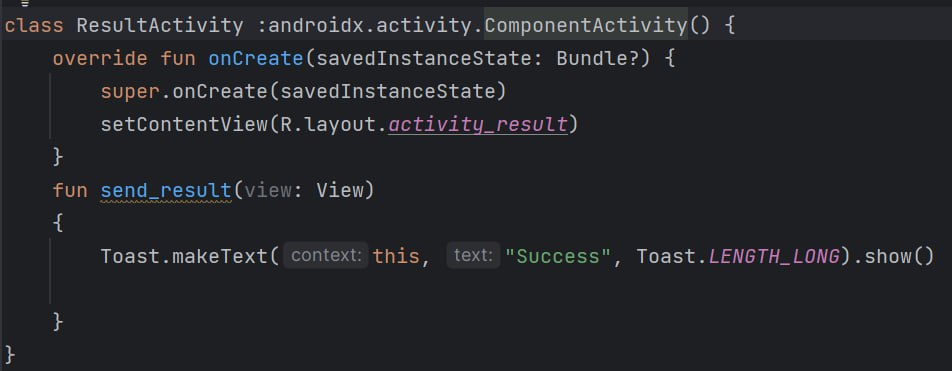 class ResultActivity :androidx.activity.ComponentActivity() {
override fun onCreate(savedInstanceState: Bundle?) {
super.onCreate(savedInstanceState)
setContentView(R.layout.activity_result)
}
fun send_result(view: View)
{
Toast.makeText( context: this, text: "Success", Toast.LENGTH_LONG).show()
}
}